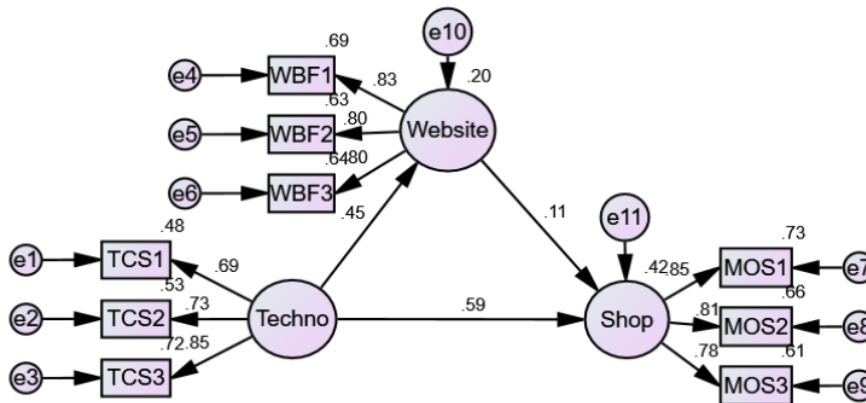 e10
.69
e4
WBF1
.83
.20
.63
Website
e5
WBF2
.80
.64
.80
e6
WBF3
.45
.11
e11
.48
.73
e1
TCS1
.69
.42
.85
MOS1
e7
.53
.66
e2
TCS2
.73
Techno
.59
Shop
.81
MOS2
e8
.72
.85
.78
.61
e3
TCS3
MOS3
e9